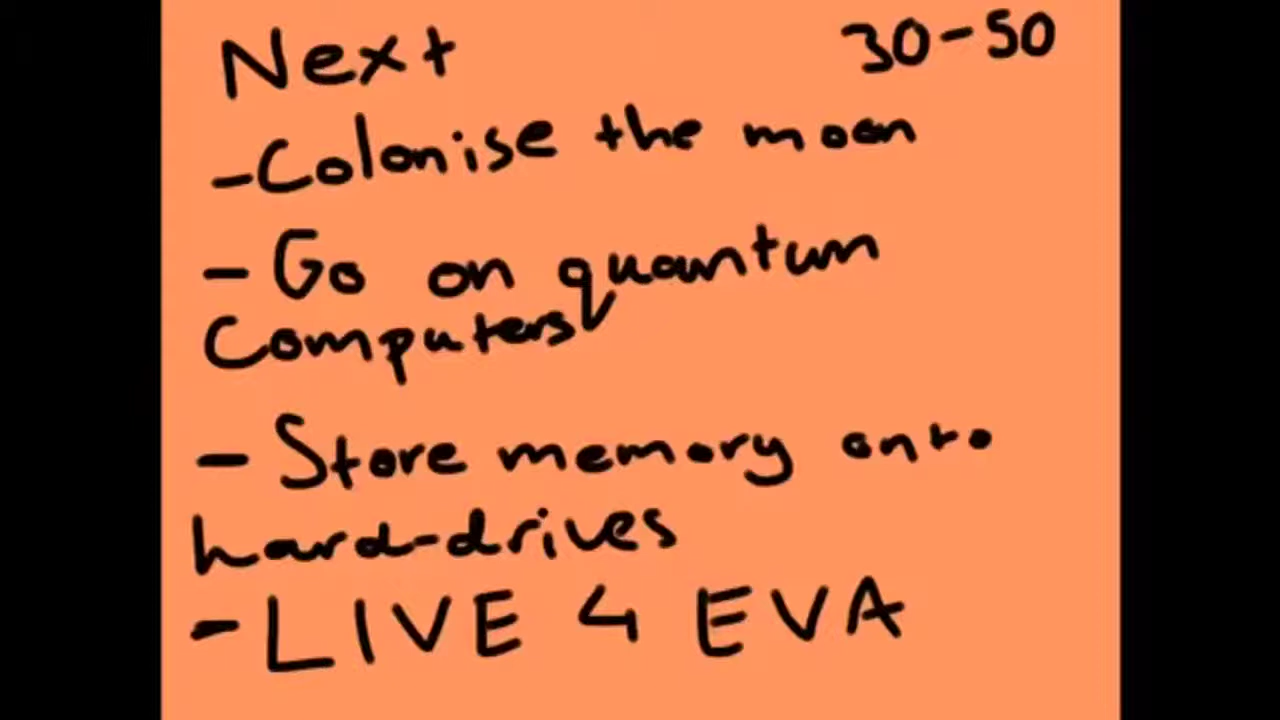 Next 30-50
-Colonise the moon
- Go on quantum
Computers
- Store memory onto
hard-drives
- LIVE 4 EVA